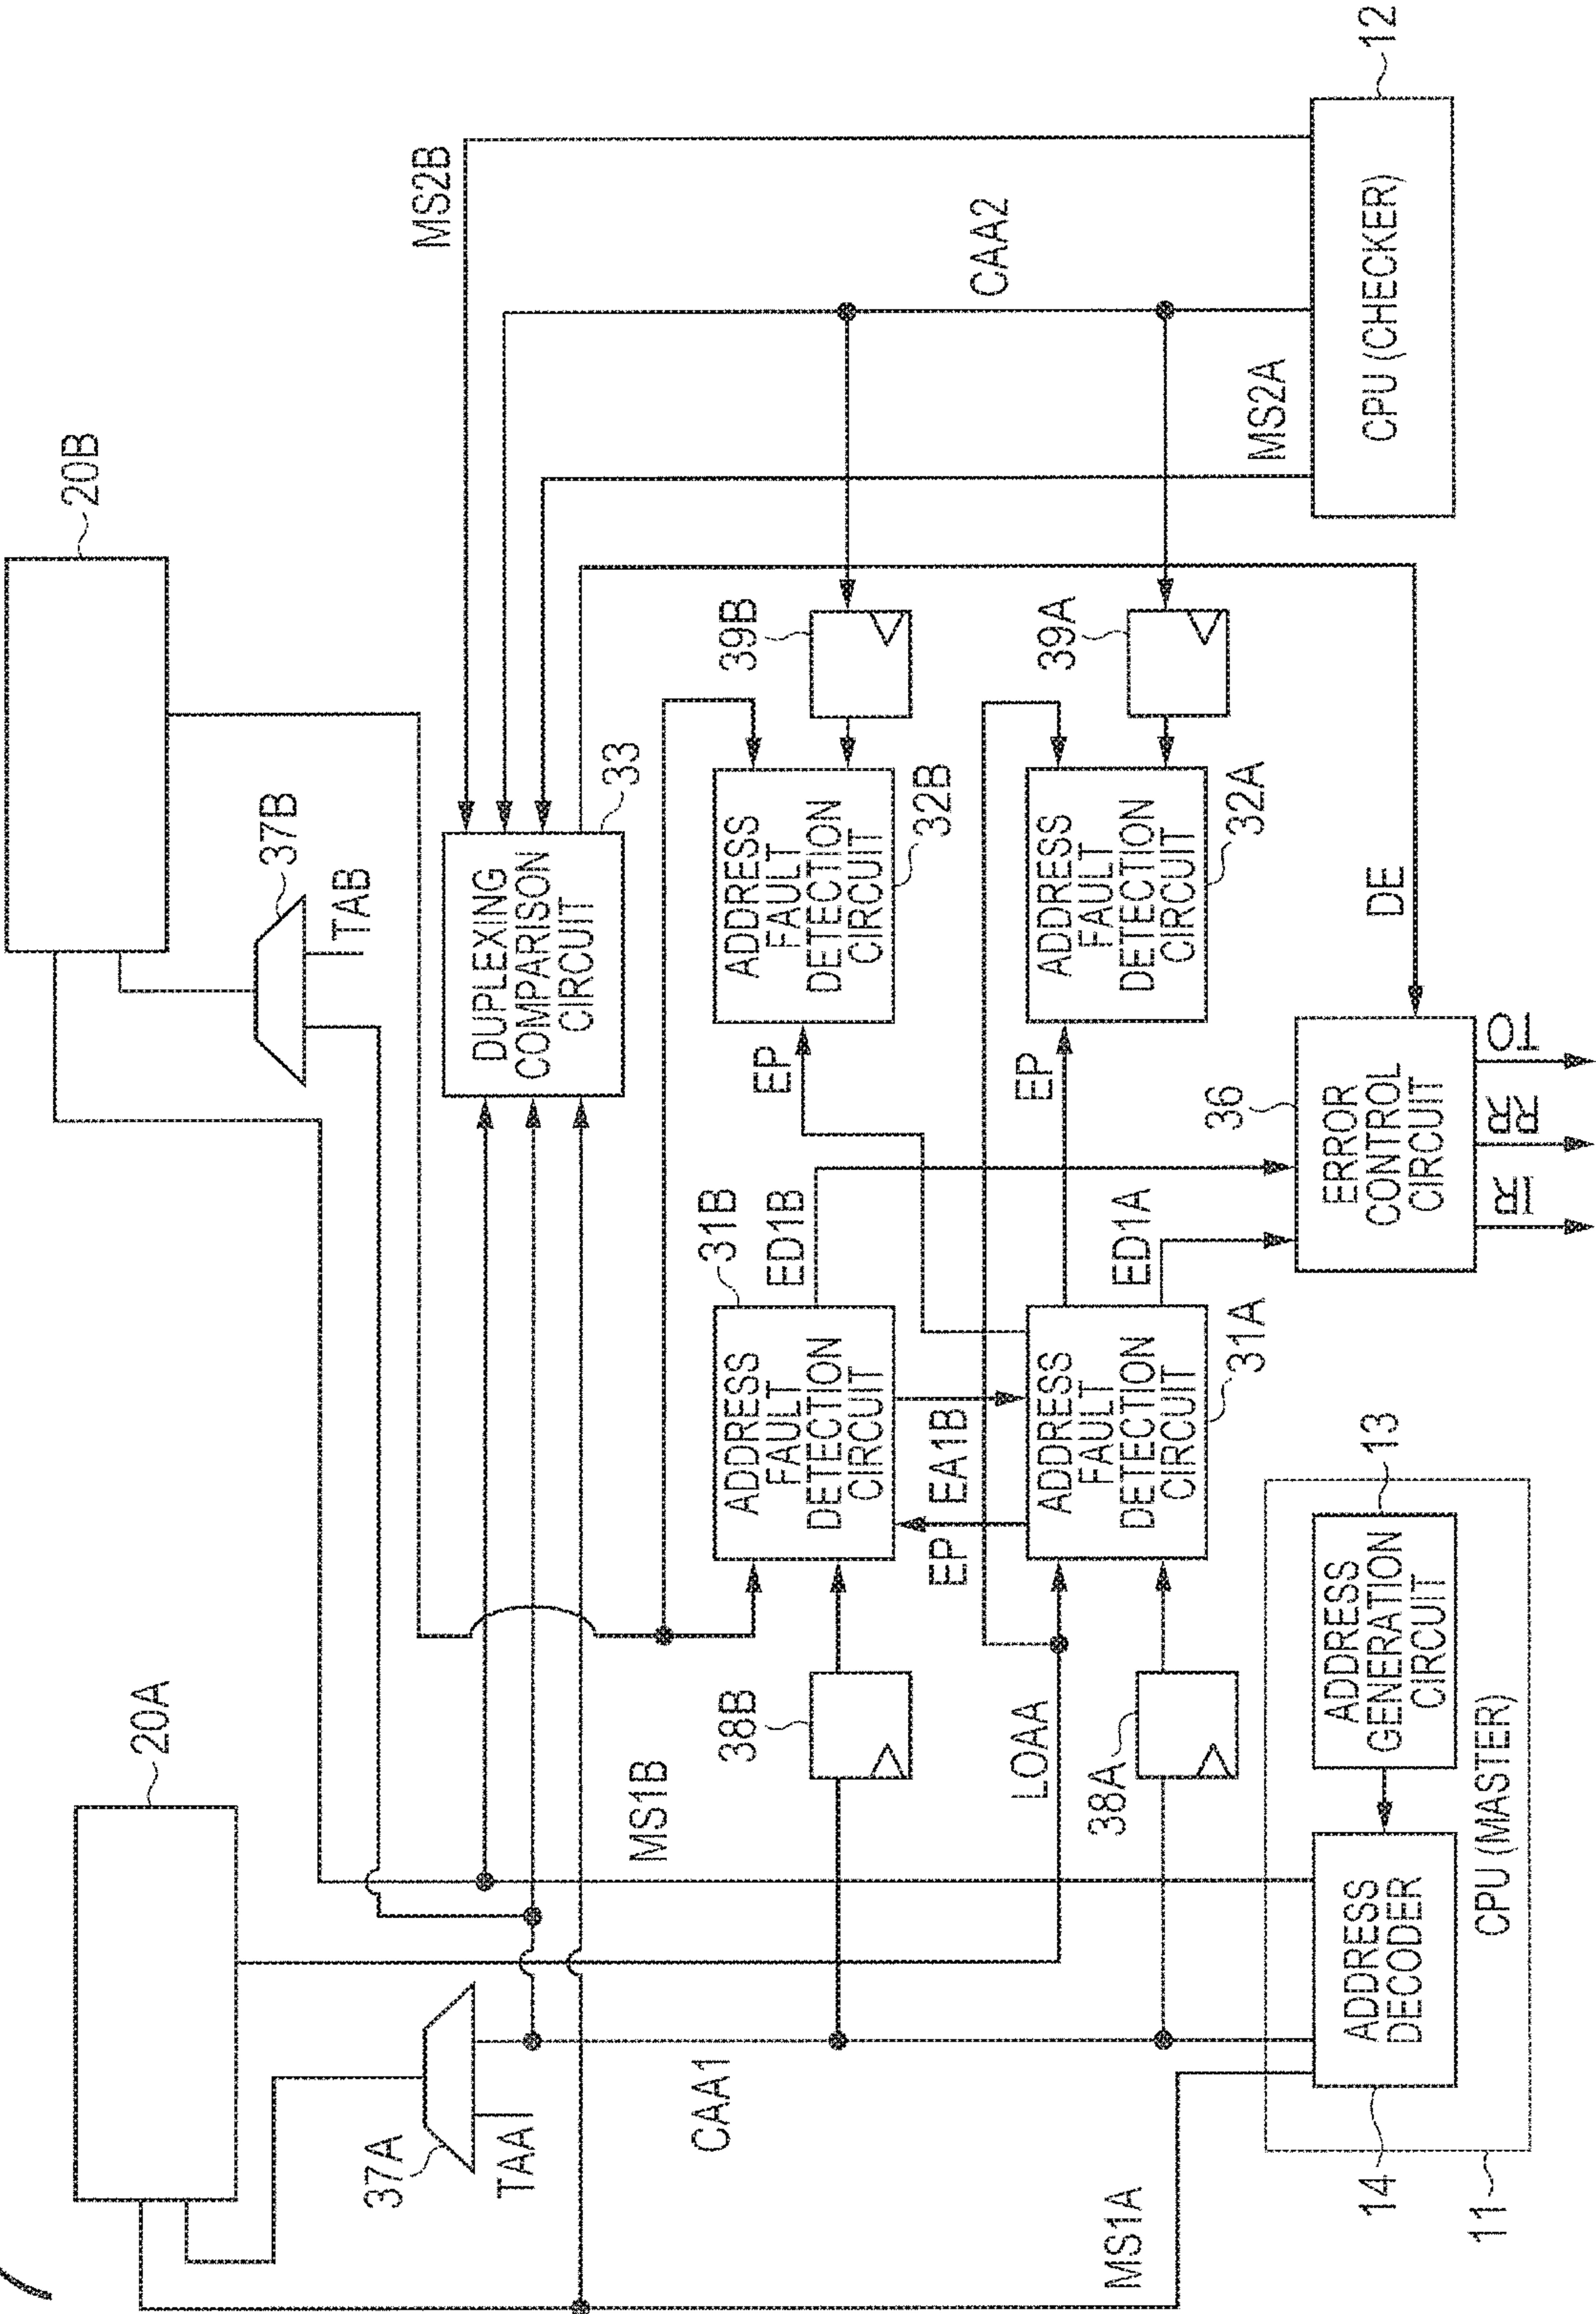 20A
20B
37A
TAA
37B
TAB
CAA1
MS1A
MS1B
MS2B
DUPLEXING
COMPARISON
CIRCUIT
33
38B
31B
ADDRESS
FAULT
DETECTION
CIRCUIT
ED1B
EP
ADDRESS
FAULT
DETECTION
CIRCUIT
32B
39B
CAA2
EP
EA1B
LOAA
38A
ADDRESS
FAULT
DETECTION
CIRCUIT
31A
ED1A
EP
ADDRESS
FAULT
DETECTION
CIRCUIT
32A
39A
MS2A
11
14
ADDRESS
DECODER
ADDRESS
GENERATION
CIRCUIT
13
CPU (MASTER)
36
ERROR
CONTROL
CIRCUIT
DE
IR
RR
TO
CPU (CHECKER)
12